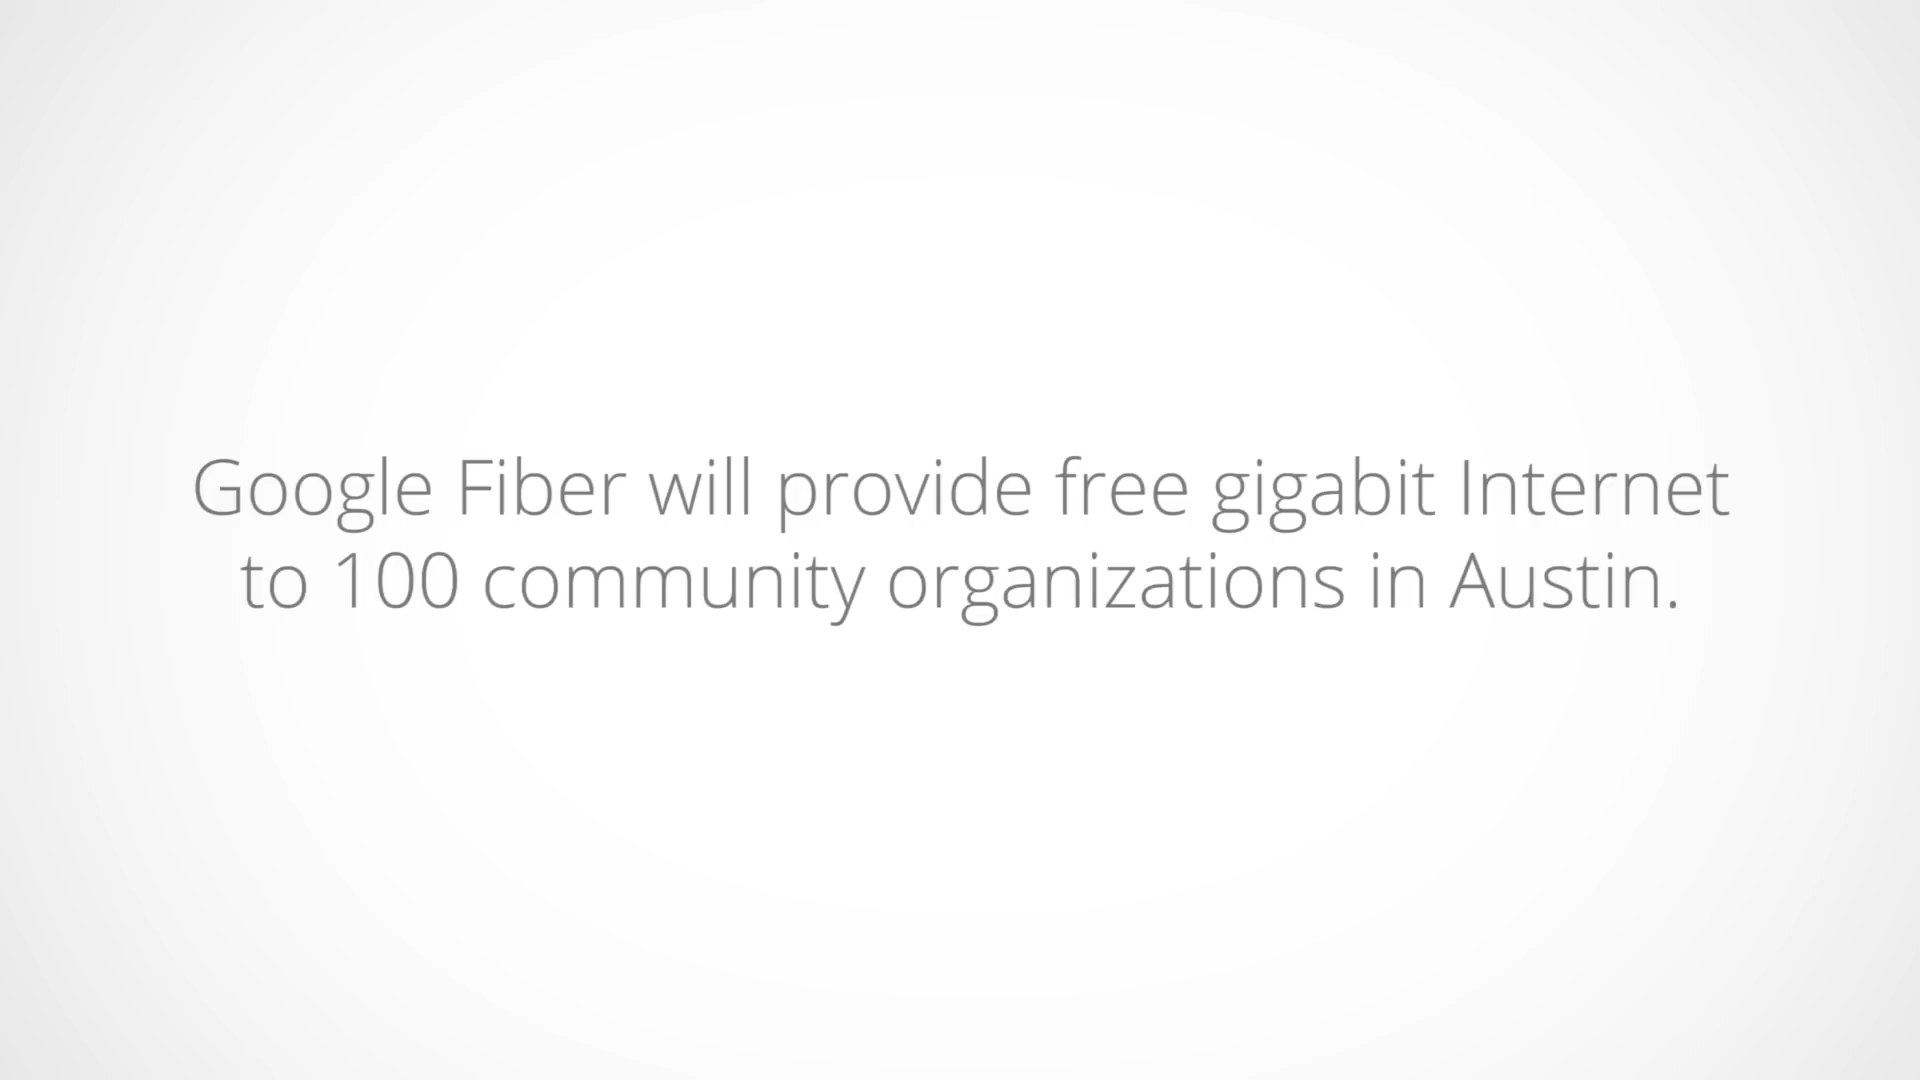 Google Fiber will provide free gigabit Internet
to 100 community organizations in Austin.